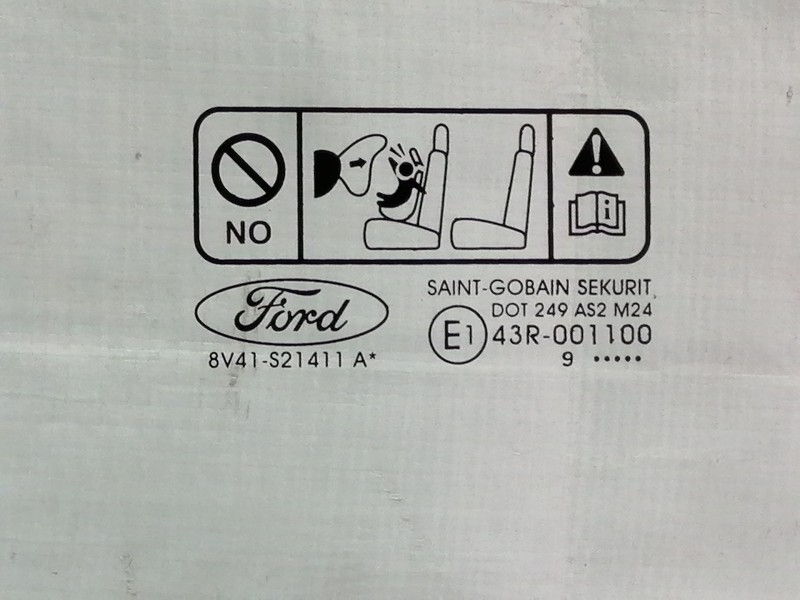 NO
Ford
8V41-S21411 A*
SAINT-GOBAIN SEKURIT
DOT 249 AS2 M24
E1 43R-001100
9 •••••